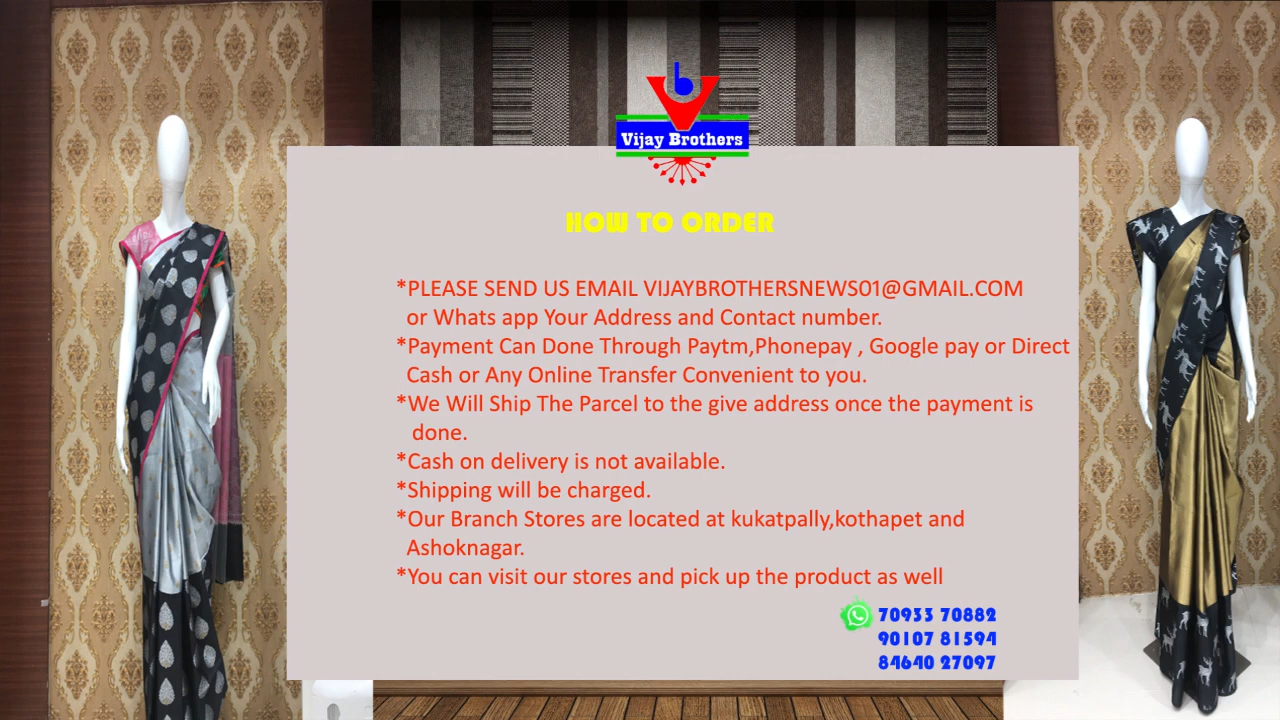 b
Vijay Brothers
HOW TO ORDER
*PLEASE SEND US EMAIL VIJAYBROTHERSNEWS01@GMAIL.COM
or Whats app Your Address and Contact number.
*Payment Can Done Through Paytm,Phonepay , Google pay or Direct
Cash or Any Online Transfer Convenient to you.
*We Will Ship The Parcel to the give address once the payment is
done.
*Cash on delivery is not available.
*Shipping will be charged.
*Our Branch Stores are located at kukatpally,kothapet and
Ashoknagar.
*You can visit our stores and pick up the product as well
70933 70882
90107 81594
84640 27097